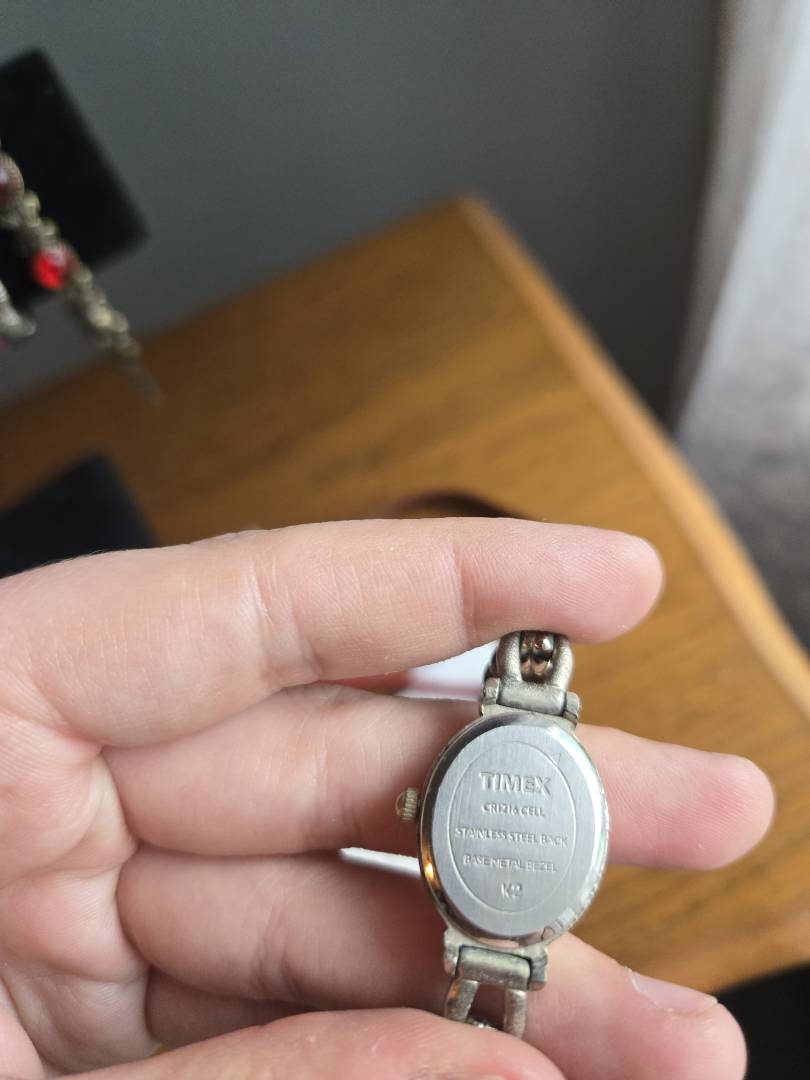 TIMEX
CR1216 CELL
STAINLESS STEEL BACK
BASE METAL BEZEL
K2